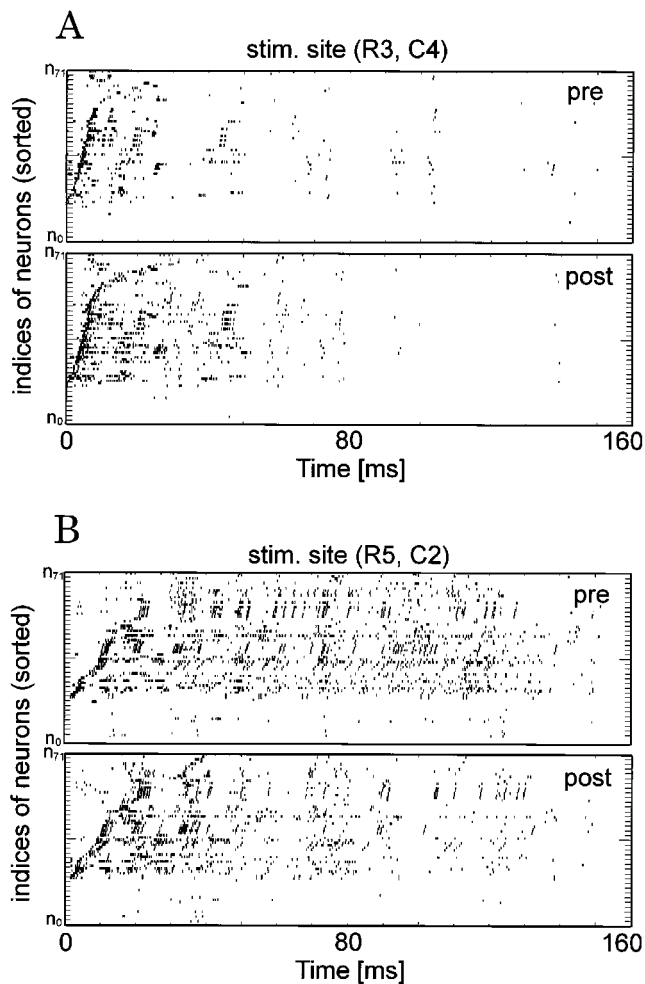 A
stim. site (R3, C4)
n71
pre
n0
post
n0
indices of neurons (sorted)
0 80 160
Time [ms]
B
stim. site (R5, C2)
n71
pre
n0
n71
post
n0
indices of neurons (sorted)
0 80 160
Time [ms]